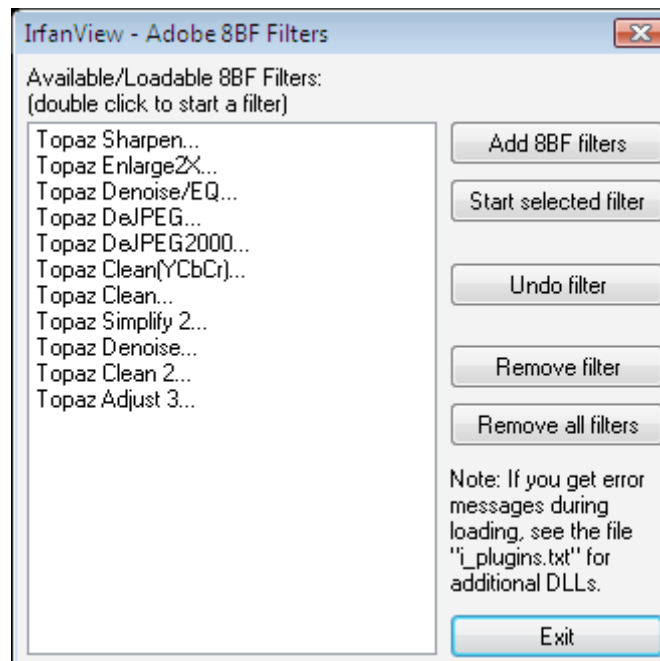 IrfanView - Adobe 8BF Filters
Available/Loadable 8BF Filters:
(double click to start a filter)
Topaz Sharpen...
Topaz Enlarge2X...
Topaz Denoise/EQ...
Topaz DeJPEG...
Topaz DeJPEG2000...
Topaz Clean(YCbCr)...
Topaz Clean...
Topaz Simplify 2...
Topaz Denoise...
Topaz Clean 2...
Topaz Adjust 3...
Add 8BF filters
Start selected filter
Undo filter
Remove filter
Remove all filters
Note: If you get error
messages during
loading, see the file
"i_plugins.txt" for
additional DLLs.
Exit